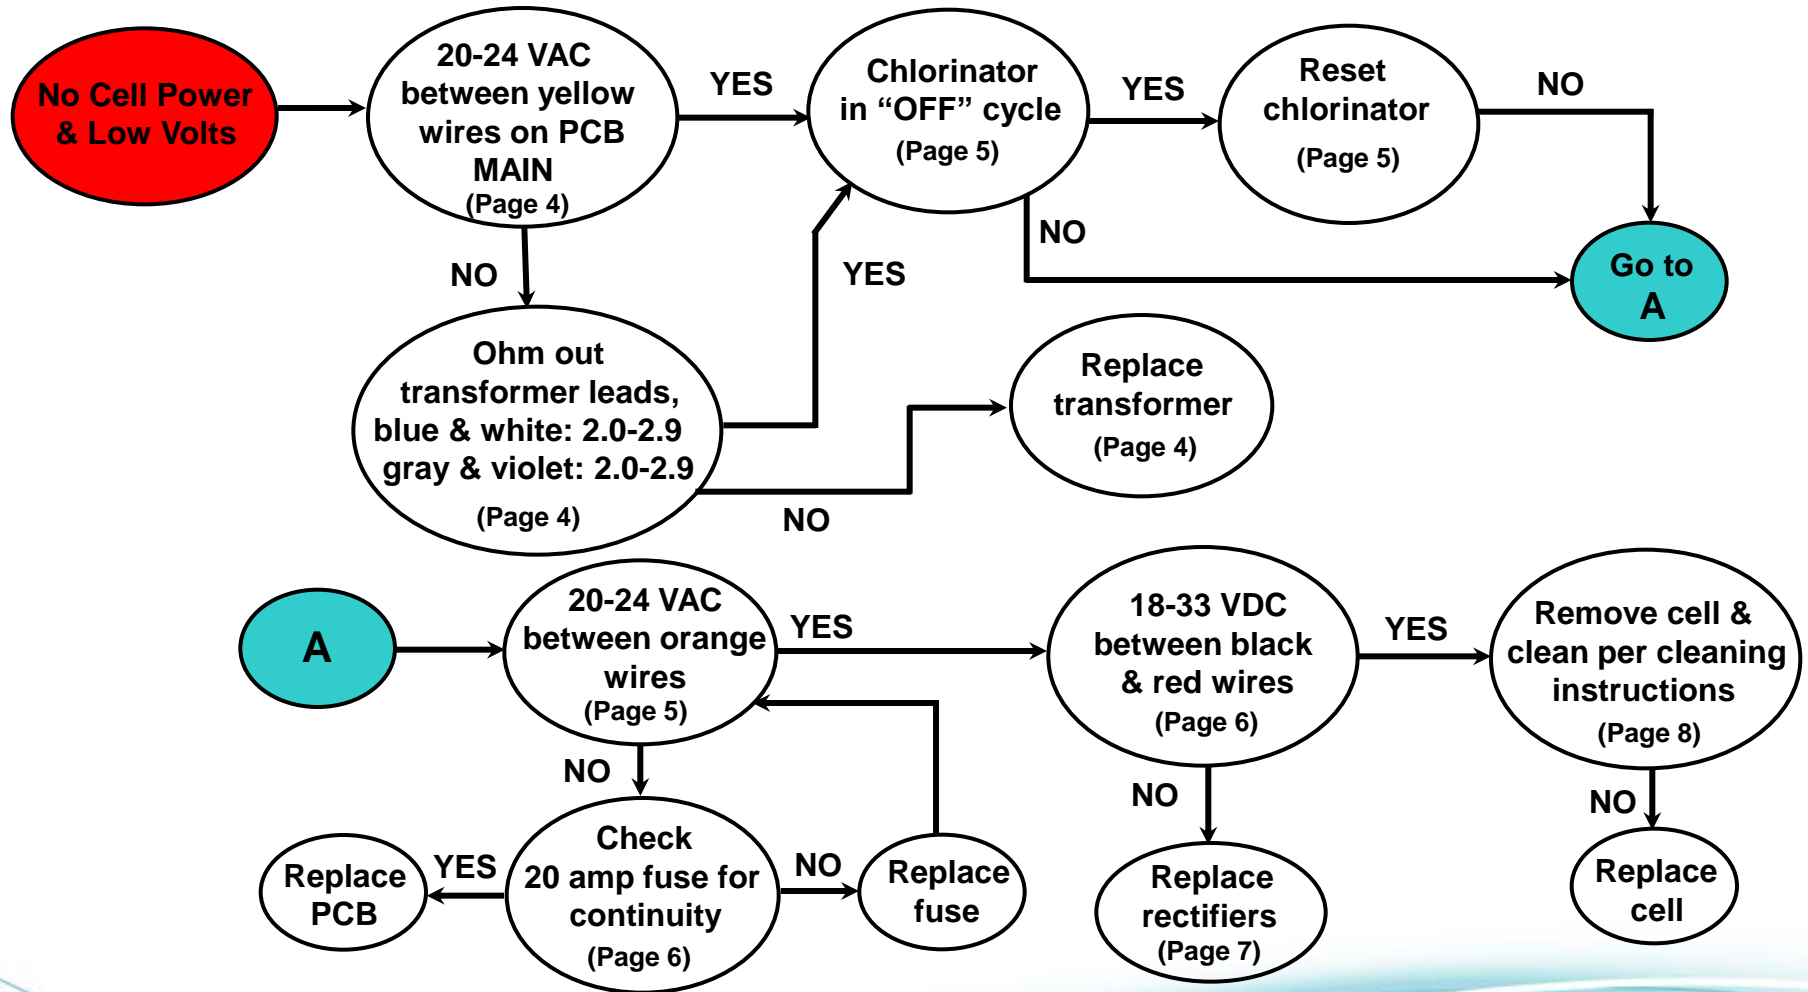 No Cell Power
& Low Volts
20-24 VAC
between yellow
wires on PCB
MAIN
(Page 4)
YES
Chlorinator
in “OFF” cycle
(Page 5)
YES
Reset
chlorinator
(Page 5)
NO
Go to
A
NO
NO
YES
Ohm out
transformer leads,
blue & white: 2.0-2.9
gray & violet: 2.0-2.9
(Page 4)
NO
Replace
transformer
(Page 4)
A
20-24 VAC
between orange
wires
(Page 5)
YES
18-33 VDC
between black
& red wires
(Page 6)
YES
Remove cell &
clean per cleaning
instructions
(Page 8)
NO
NO
NO
Replace
PCB
YES
Check
20 amp fuse for
continuity
(Page 6)
NO
Replace
fuse
Replace
rectifiers
(Page 7)
Replace
cell